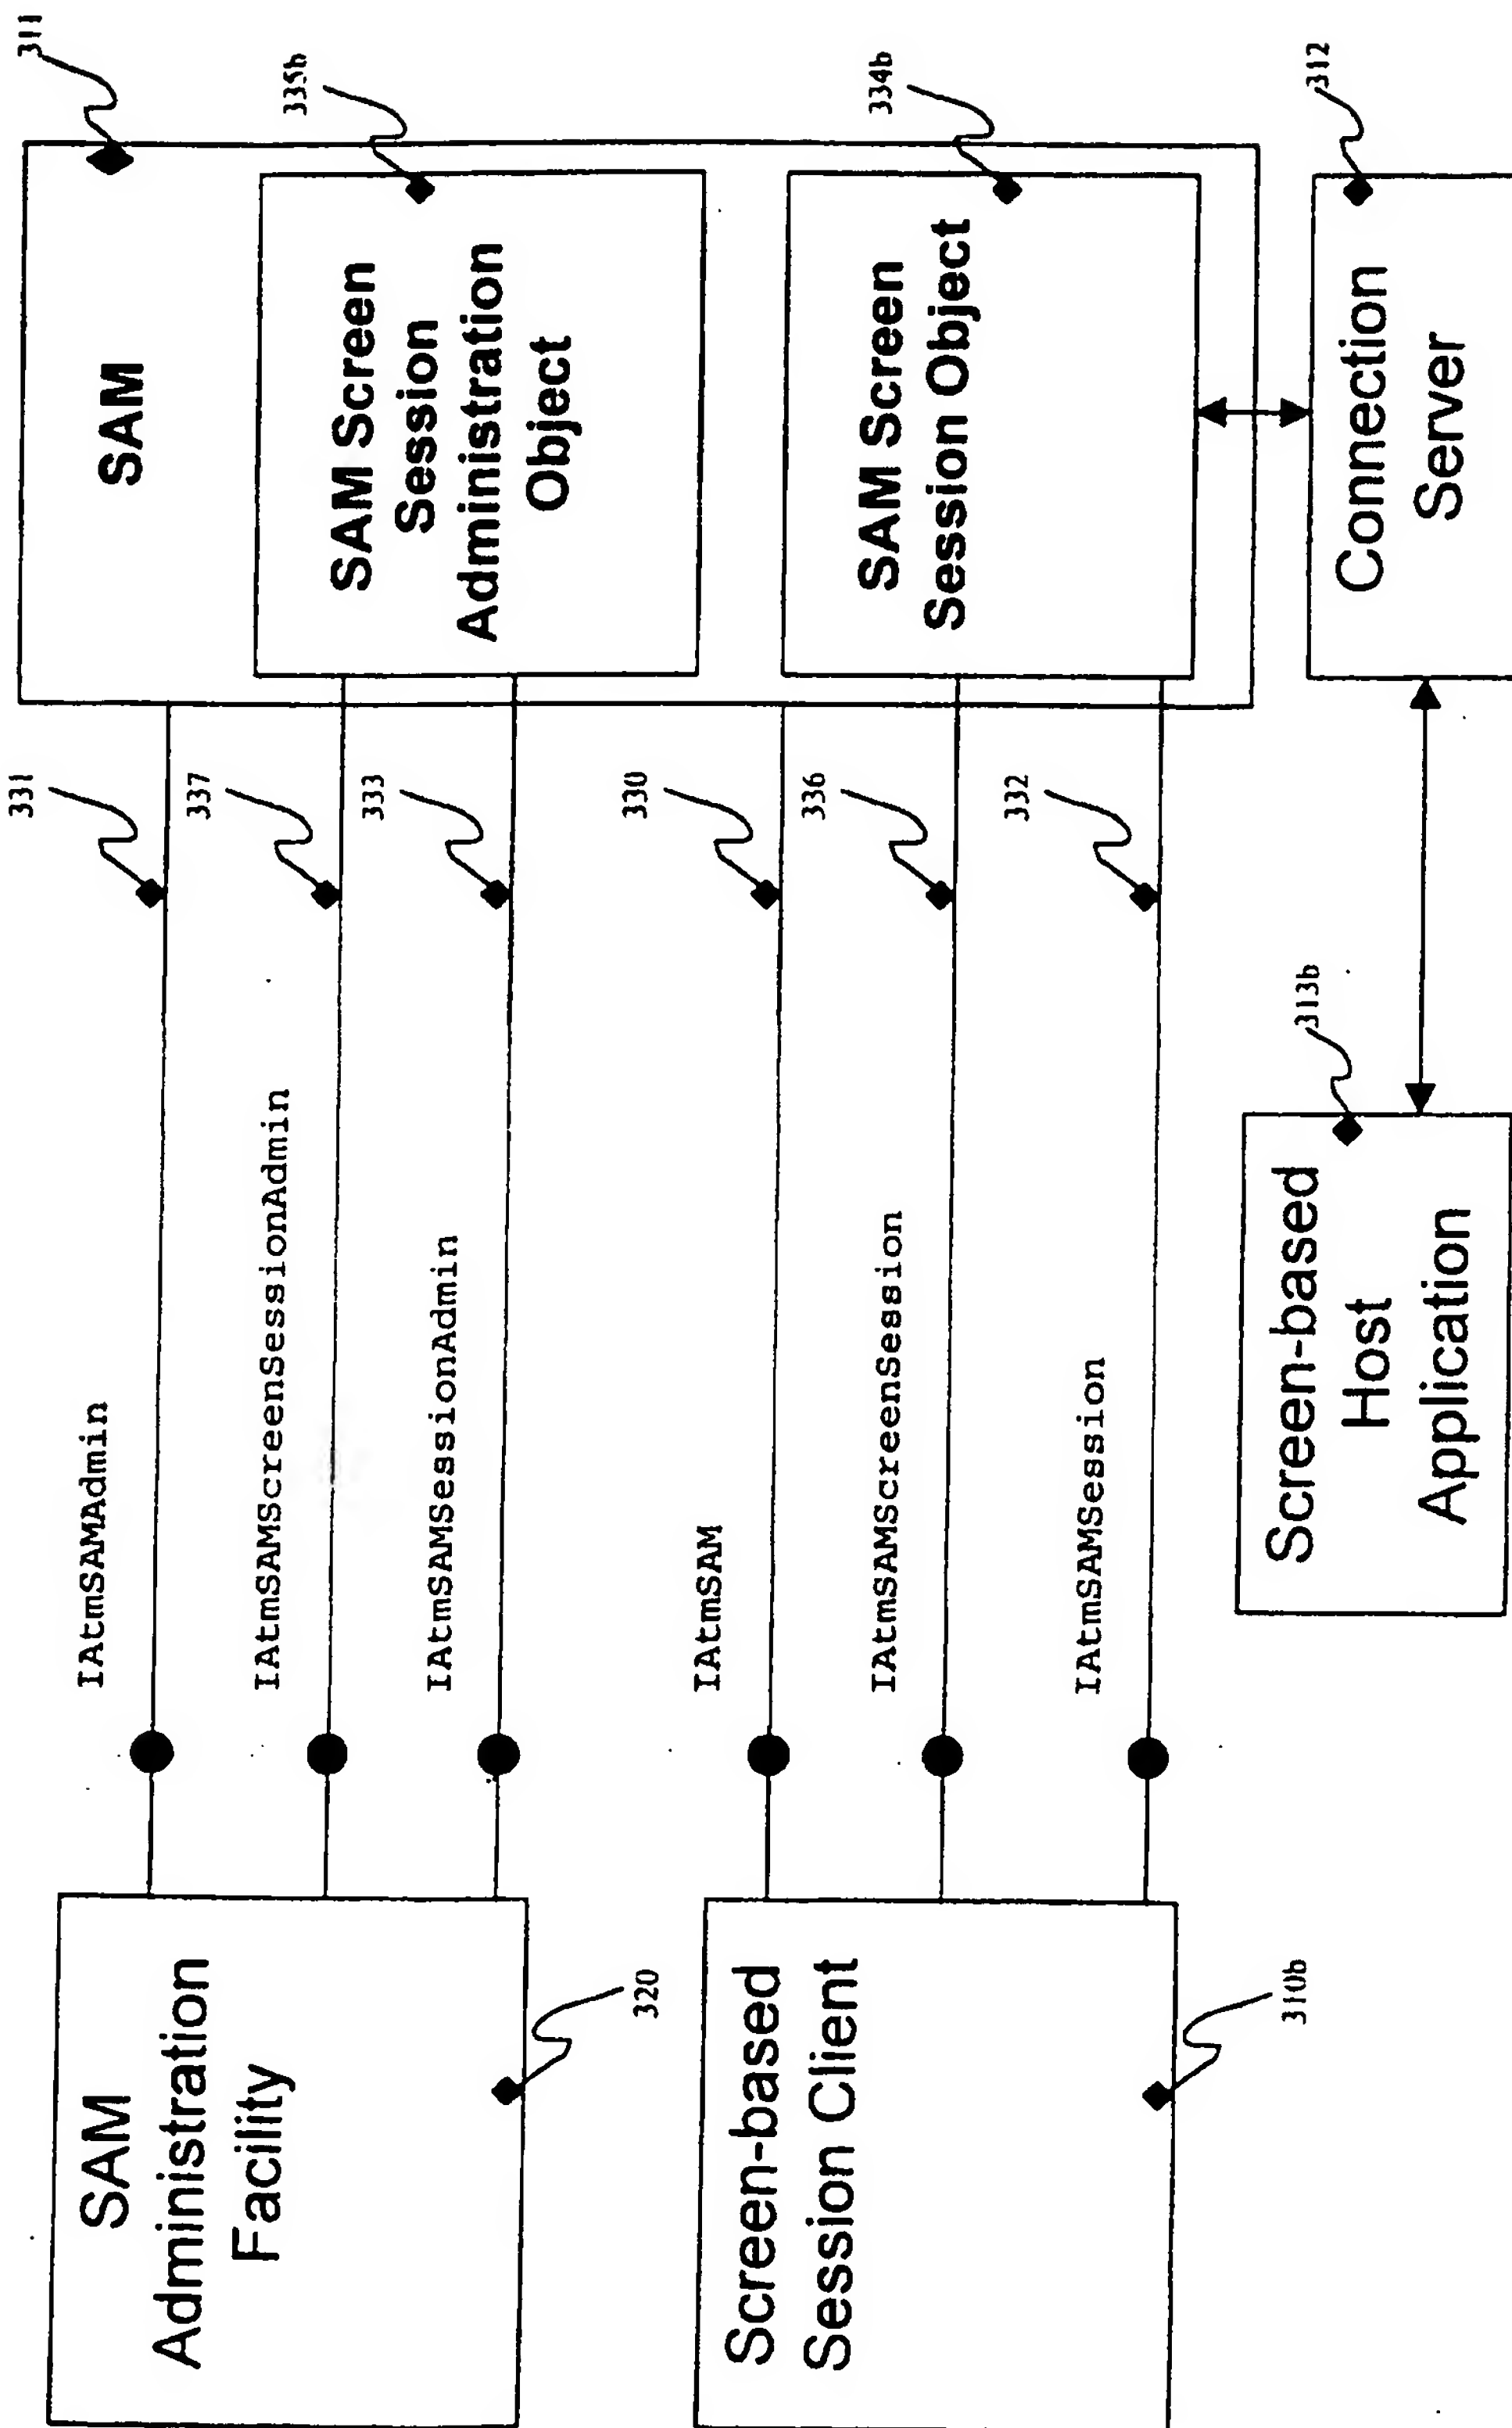 311
SAM
335b
SAM Screen
Session
Administration
Object
334b
SAM Screen
Session Object
312
Connection
Server
331
IAtmSAMAdmin
337
IAtmSAMScreenSessionAdmin
333
IAtmSAMSessionAdmin
330
IAtmSAM
336
IAtmSAMScreenSession
332
IAtmSAMSession
313b
Screen-based
Host
Application
SAM
Administration
Facility
320
Screen-based
Session Client
310b